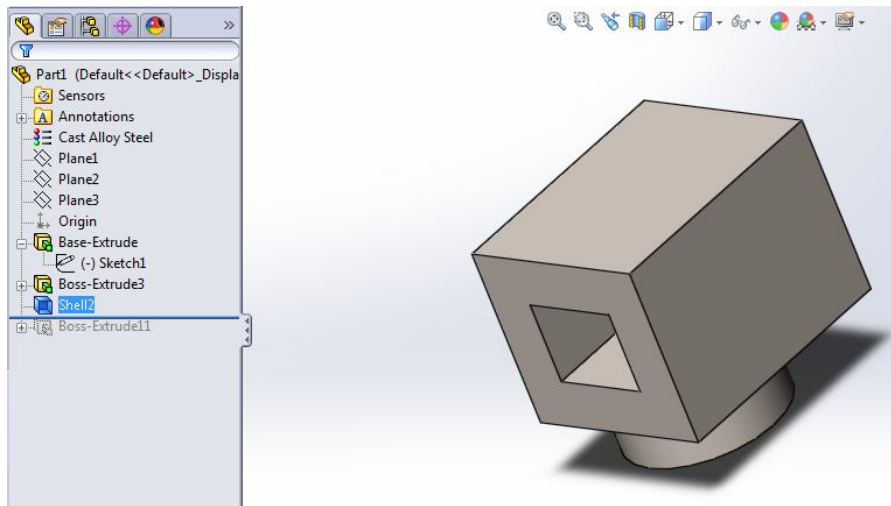 »
Part1 (Default<<Default>_Displa
Sensors
A Annotations
Cast Alloy Steel
Plane1
Plane2
Plane3
Origin
Base-Extrude
(-) Sketch1
Boss-Extrude3
Shell2
Boss-Extrude11